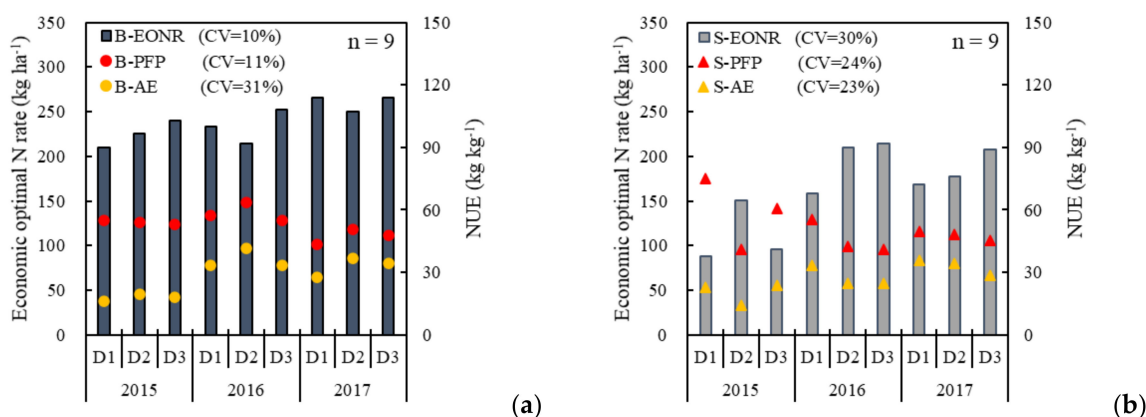 350
300
250
200
150
100
50
0
Economic optimal N rate (kg ha⁻¹)
B-EONR (CV=10%)
B-PFP (CV=11%)
B-AE (CV=31%)
n = 9
150
120
90
60
30
0
NUE (kg kg⁻¹)
D1 D2 D3 D1 D2 D3 D1 D2 D3
2015 2016 2017
(a)
350
300
250
200
150
100
50
0
Economic optimal N rate (kg ha⁻¹)
S-EONR (CV=30%)
S-PFP (CV=24%)
S-AE (CV=23%)
n = 9
150
120
90
60
30
0
NUE (kg kg⁻¹)
D1 D2 D3 D1 D2 D3 D1 D2 D3
2015 2016 2017
(b)